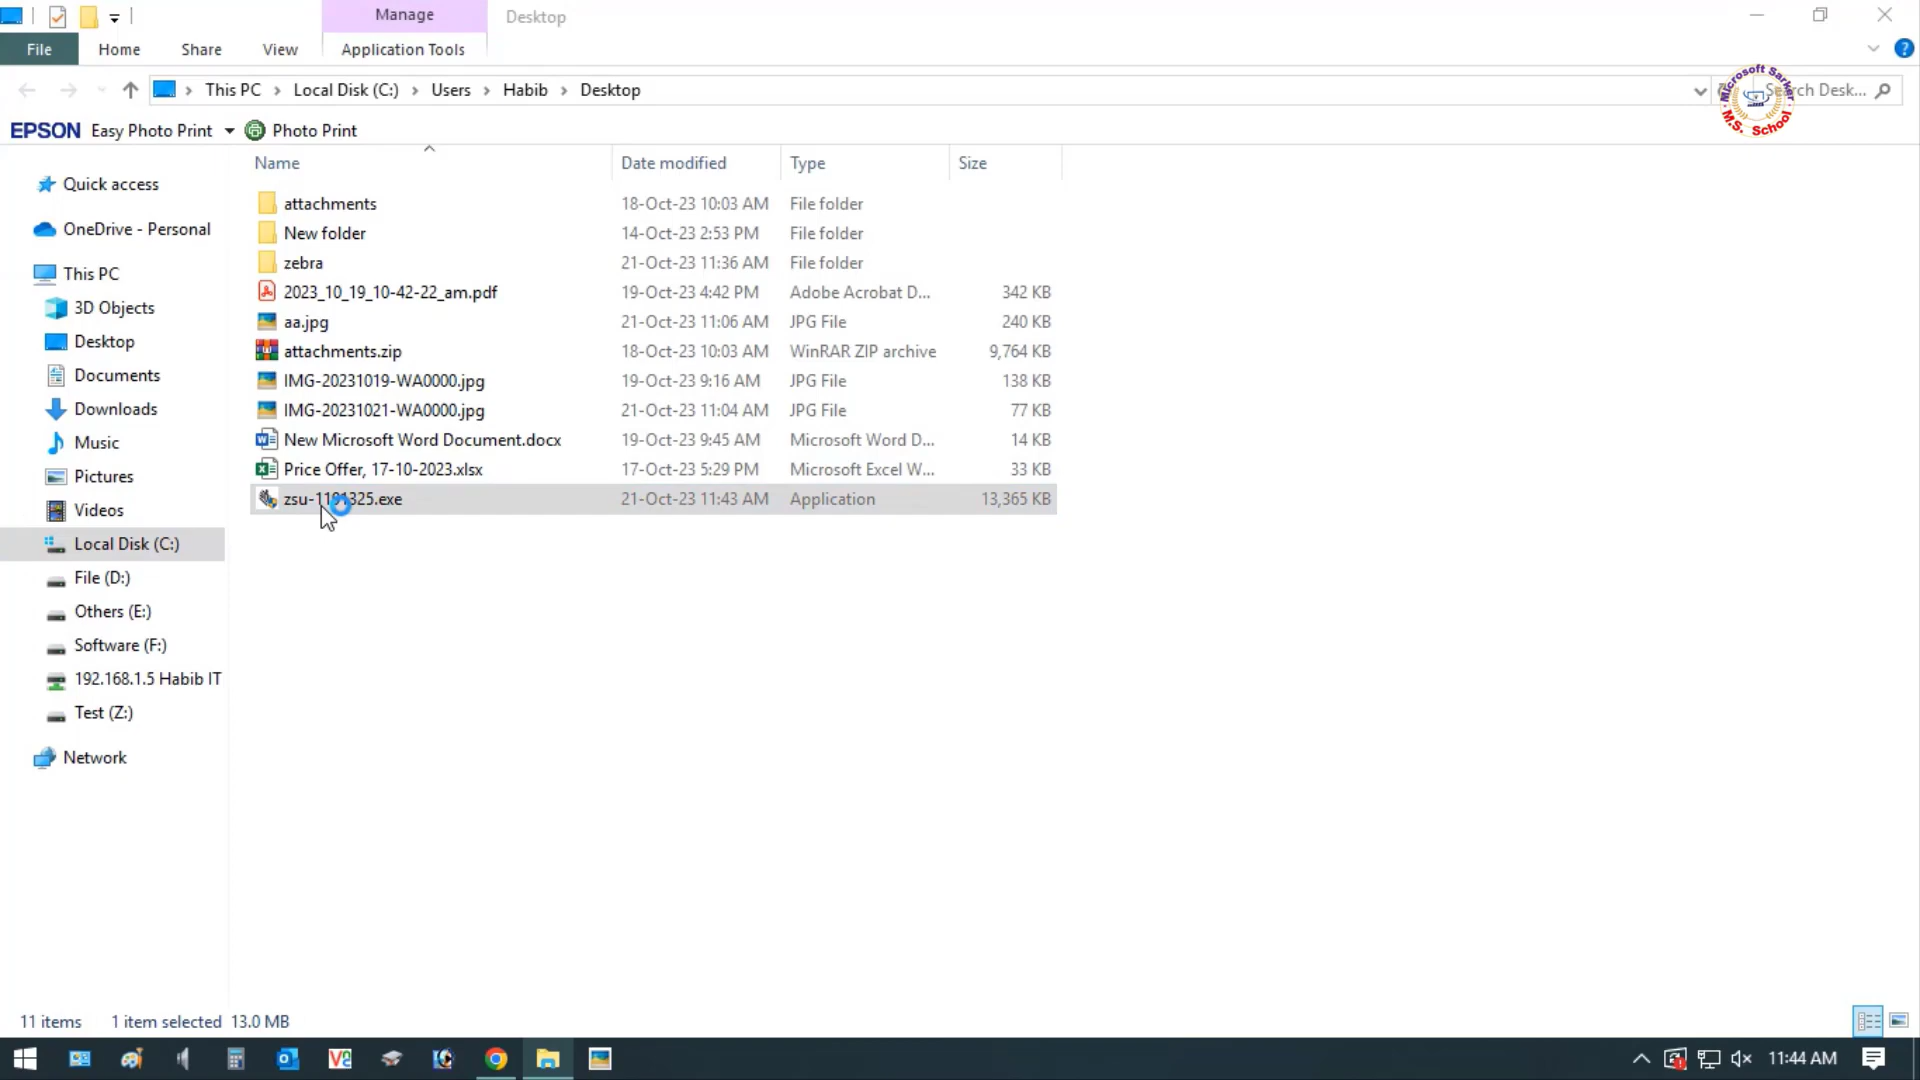 Manage
Desktop
File
Home
Share
View
Application Tools
This PC
Local Disk (C:)
Users
Habib
Desktop
Search Desk...
Microsoft Sarker
M.S. School
EPSON
Easy Photo Print
Photo Print
Name
Date modified
Type
Size
Quick access
OneDrive - Personal
This PC
3D Objects
Desktop
Documents
Downloads
Music
Pictures
Videos
Local Disk (C:)
File (D:)
Others (E:)
Software (F:)
192.168.1.5 Habib IT
Test (Z:)
Network
attachments 18-Oct-23 10:03 AM File folder
New folder 14-Oct-23 2:53 PM File folder
zebra 21-Oct-23 11:36 AM File folder
2023_10_19_10-42-22_am.pdf 19-Oct-23 4:42 PM Adobe Acrobat D... 342 KB
aa.jpg 21-Oct-23 11:06 AM JPG File 240 KB
attachments.zip 18-Oct-23 10:03 AM WinRAR ZIP archive 9,764 KB
IMG-20231019-WA0000.jpg 19-Oct-23 9:16 AM JPG File 138 KB
IMG-20231021-WA0000.jpg 21-Oct-23 11:04 AM JPG File 77 KB
New Microsoft Word Document.docx 19-Oct-23 9:45 AM Microsoft Word D... 14 KB
Price Offer, 17-10-2023.xlsx 17-Oct-23 5:29 PM Microsoft Excel W... 33 KB
zsu-1191325.exe 21-Oct-23 11:43 AM Application 13,365 KB
11 items
1 item selected 13.0 MB
11:44 AM